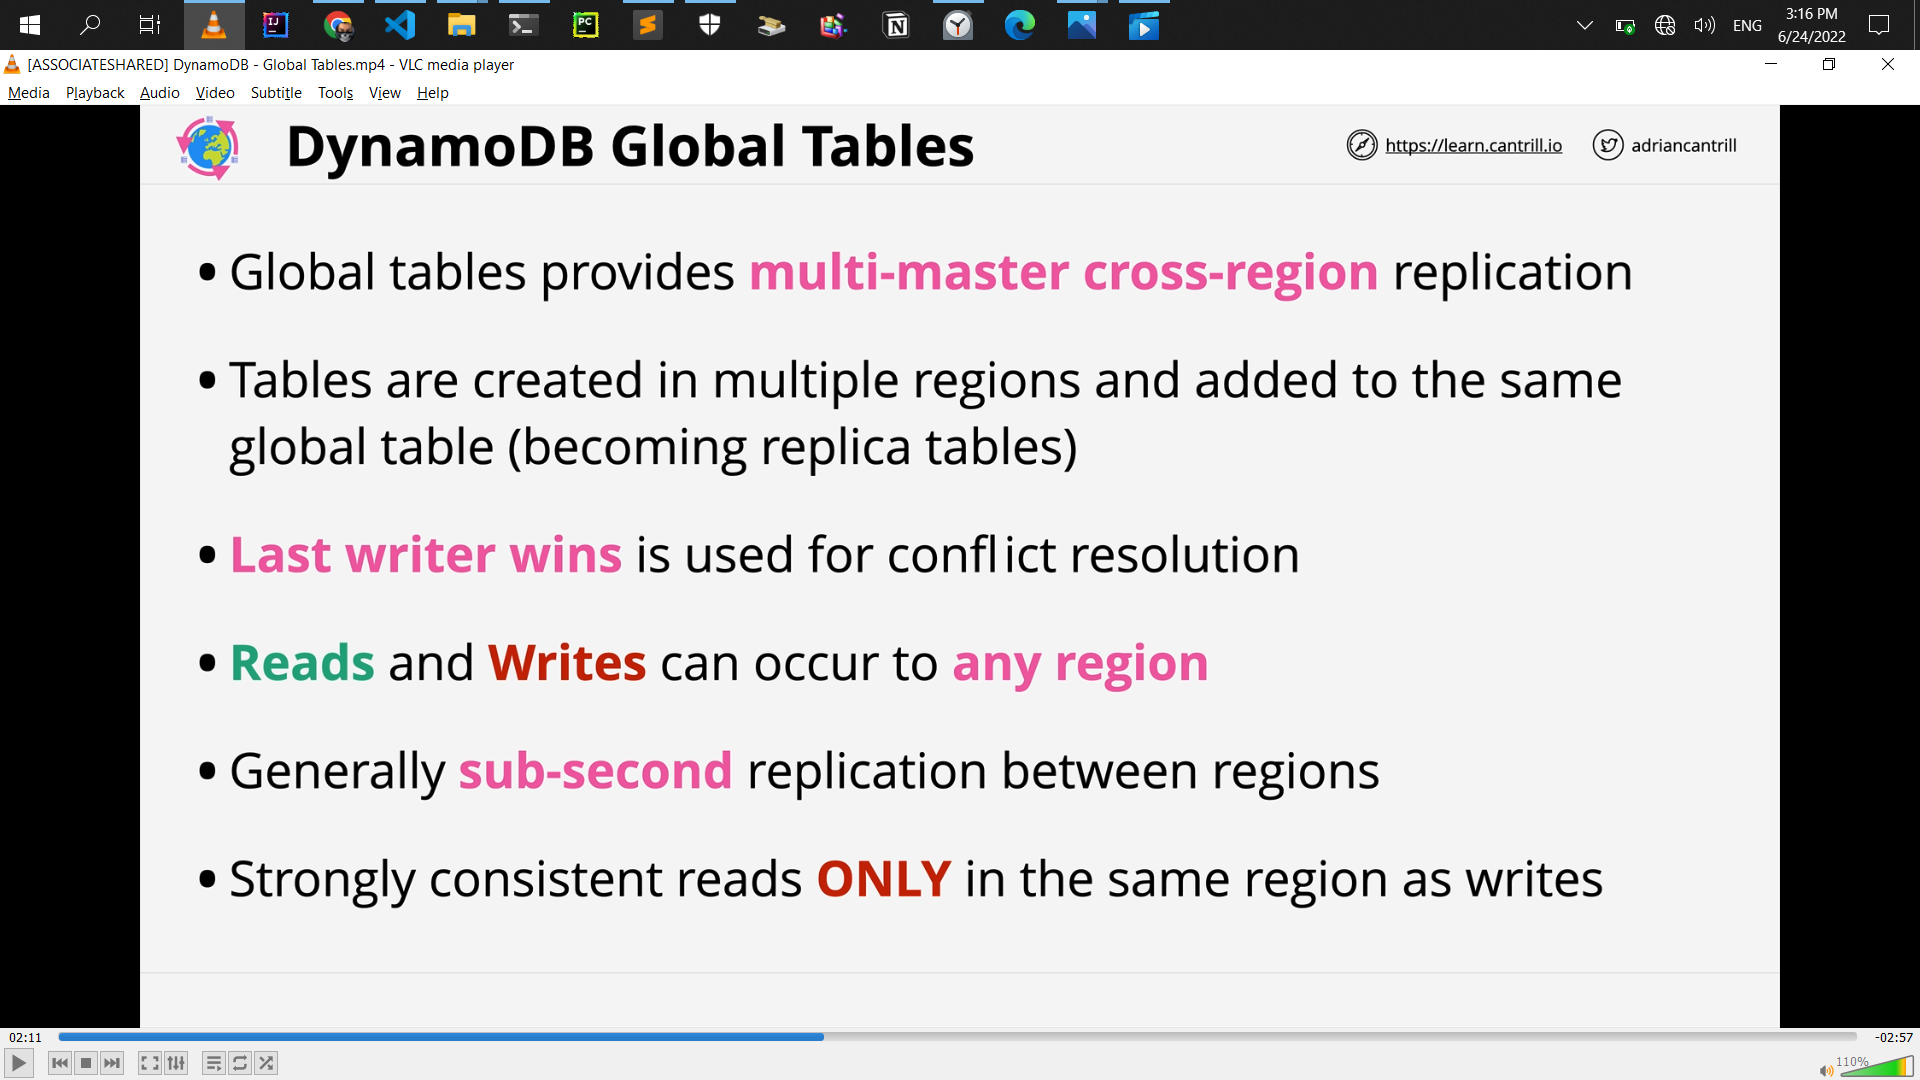 ENG
3:16 PM
6/24/2022
[ASSOCIATESHARED] DynamoDB - Global Tables.mp4 - VLC media player
Media Playback Audio Video Subtitle Tools View Help
DynamoDB Global Tables
https://learn.cantrill.io
adriancantrill
• Global tables provides multi-master cross-region replication
• Tables are created in multiple regions and added to the same
global table (becoming replica tables)
• Last writer wins is used for conflict resolution
• Reads and Writes can occur to any region
• Generally sub-second replication between regions
• Strongly consistent reads ONLY in the same region as writes
02:11
-02:57
110%